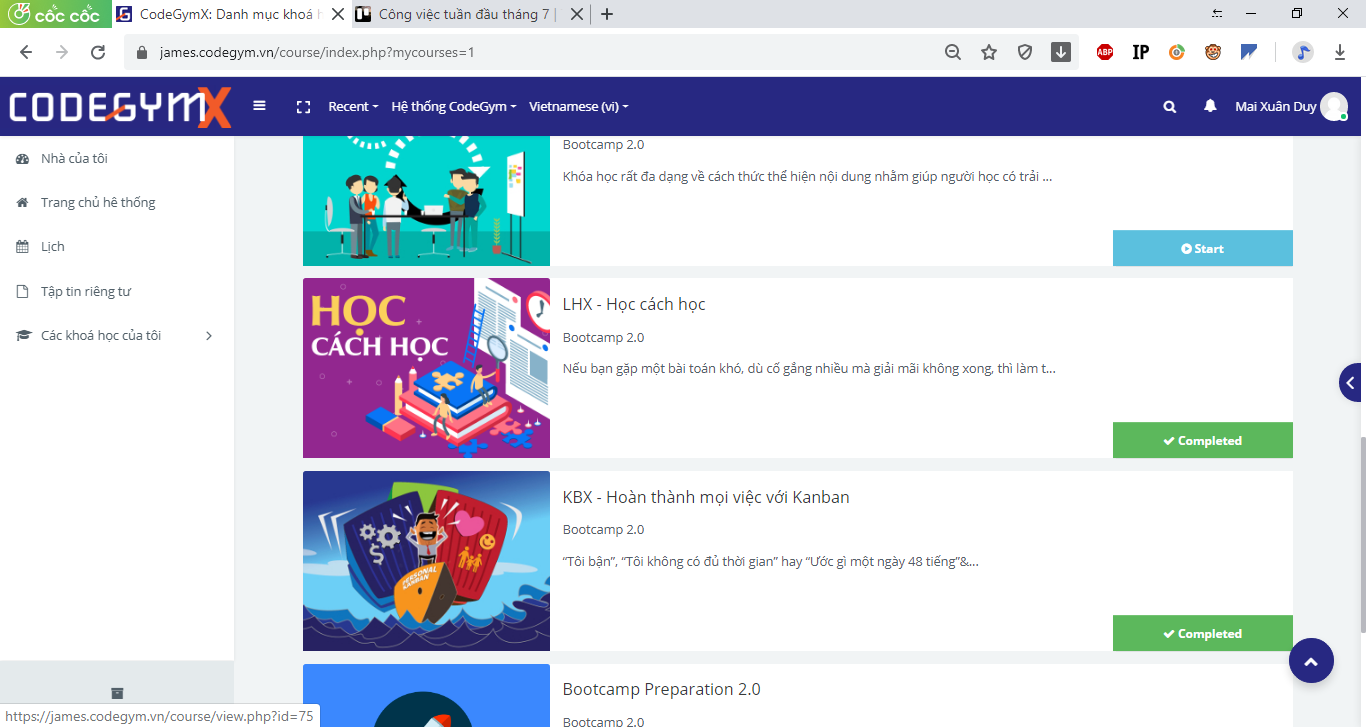 cốc cốc
CodeGymX: Danh mục khoá h
Công việc tuần đầu tháng 7 |
james.codegym.vn/course/index.php?mycourses=1
ABP
IP
CODEGYMX
Recent
Hệ thống CodeGym
Vietnamese (vi)
Mai Xuân Duy
Nhà của tôi
Trang chủ hệ thống
Lịch
Tập tin riêng tư
Các khoá học của tôi
Bootcamp 2.0
Khóa học rất đa dạng về cách thức thể hiện nội dung nhằm giúp người học có trải ...
Start
HỌC
CÁCH HỌC
LHX - Học cách học
Bootcamp 2.0
Nếu bạn gặp một bài toán khó, dù cố gắng nhiều mà giải mãi không xong, thì làm t...
Completed
PERSONAL
KANBAN
KBX - Hoàn thành mọi việc với Kanban
Bootcamp 2.0
“Tôi bận”, “Tôi không có đủ thời gian” hay “Ước gì một ngày 48 tiếng”&...
Completed
Bootcamp Preparation 2.0
Bootcamp 2.0
https://james.codegym.vn/course/view.php?id=75